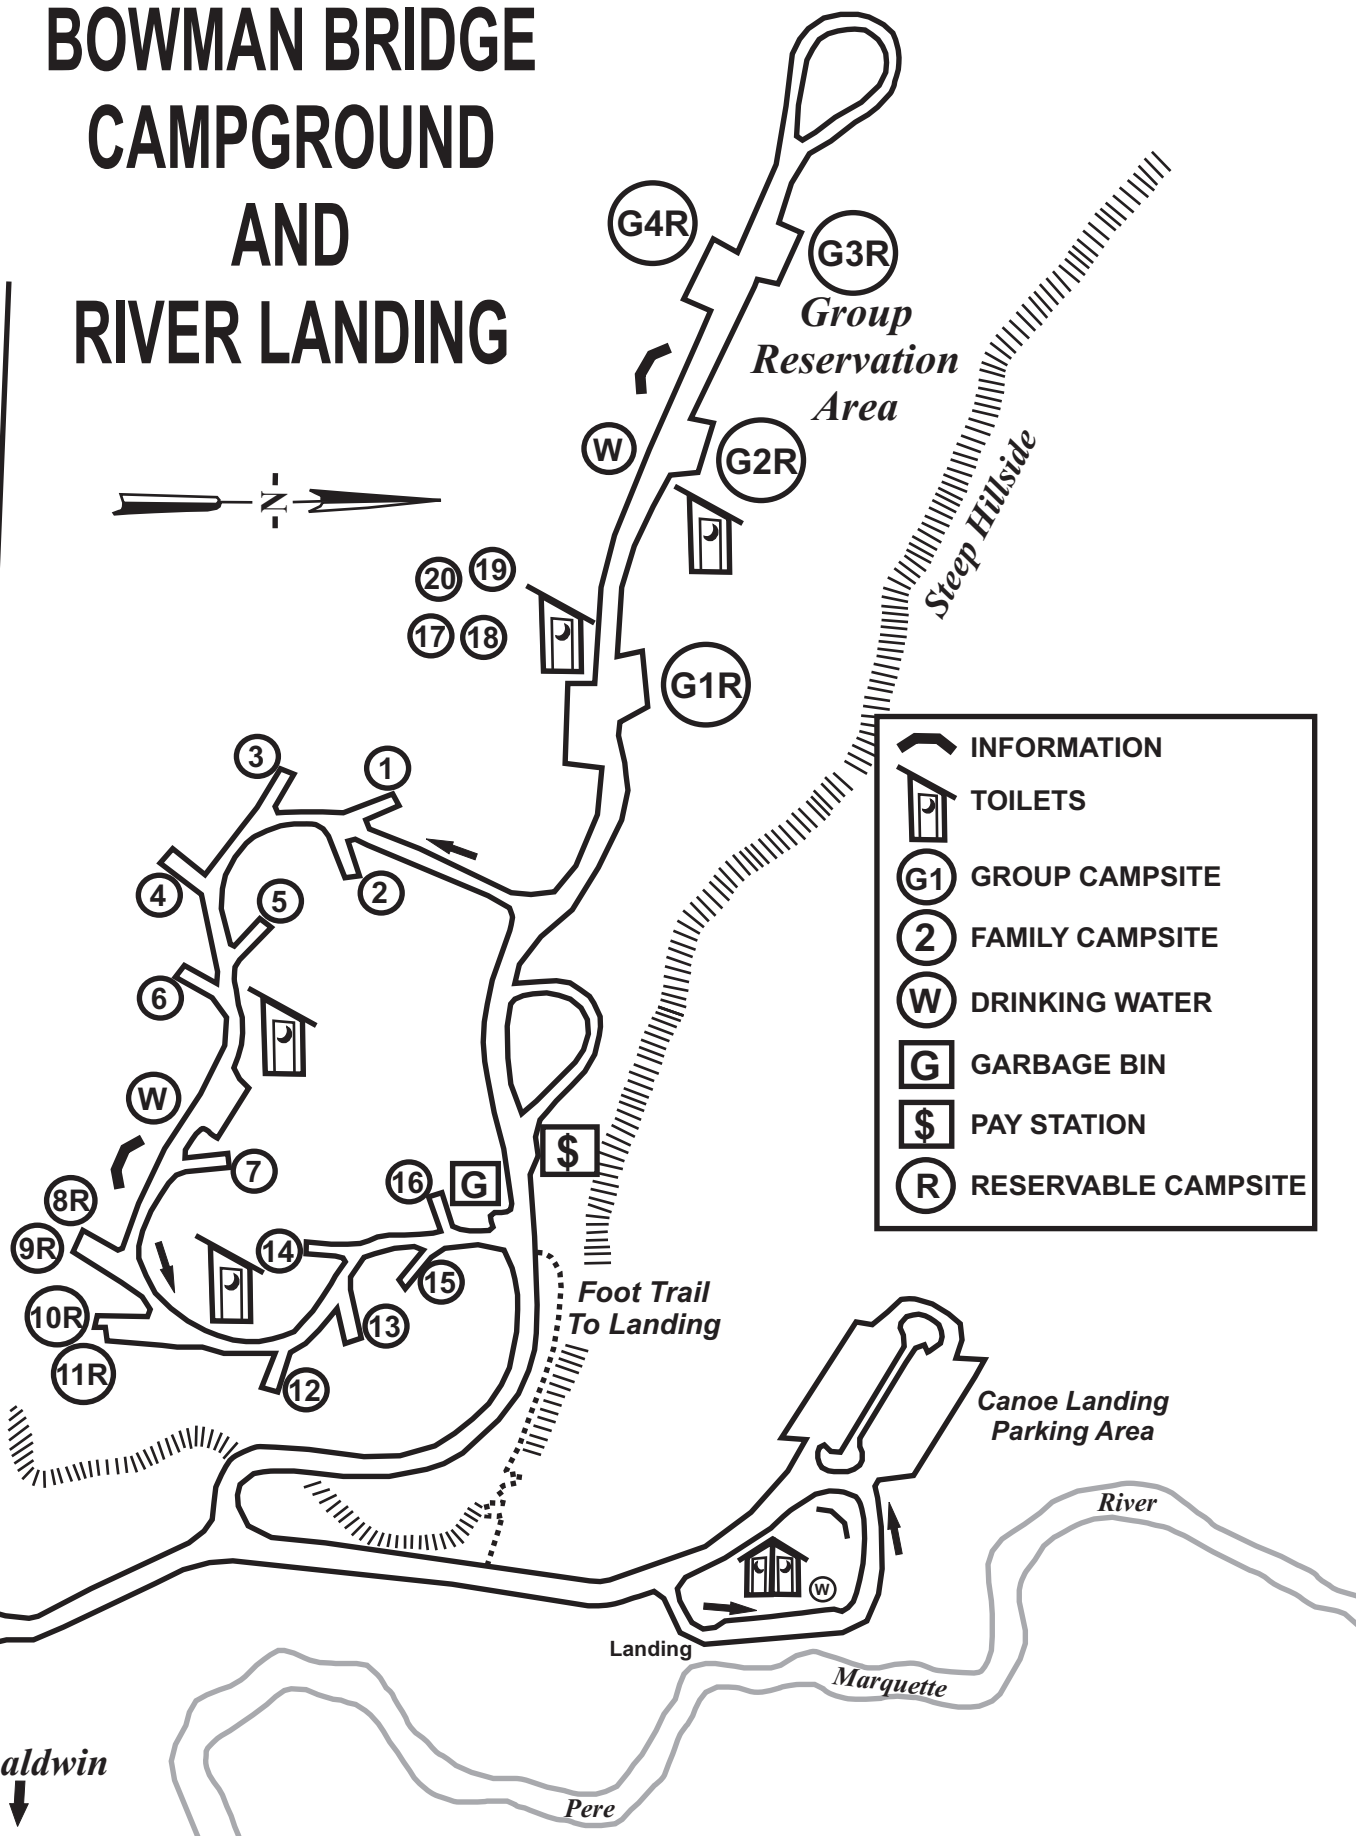 BOWMAN BRIDGE
CAMPGROUND
AND
RIVER LANDING
G4R
G3R
Group
Reservation
Area
W
G2R
N
Steep Hillside
20
19
17
18
G1R
3
1
4
5
2
6
W
7
8R
9R
10R
11R
16
G
$
14
15
13
12
INFORMATION
TOILETS
G1 GROUP CAMPSITE
2 FAMILY CAMPSITE
W DRINKING WATER
G GARBAGE BIN
$ PAY STATION
R RESERVABLE CAMPSITE
Foot Trail
To Landing
Canoe Landing
Parking Area
River
W
Landing
Marquette
aldwin
Pere